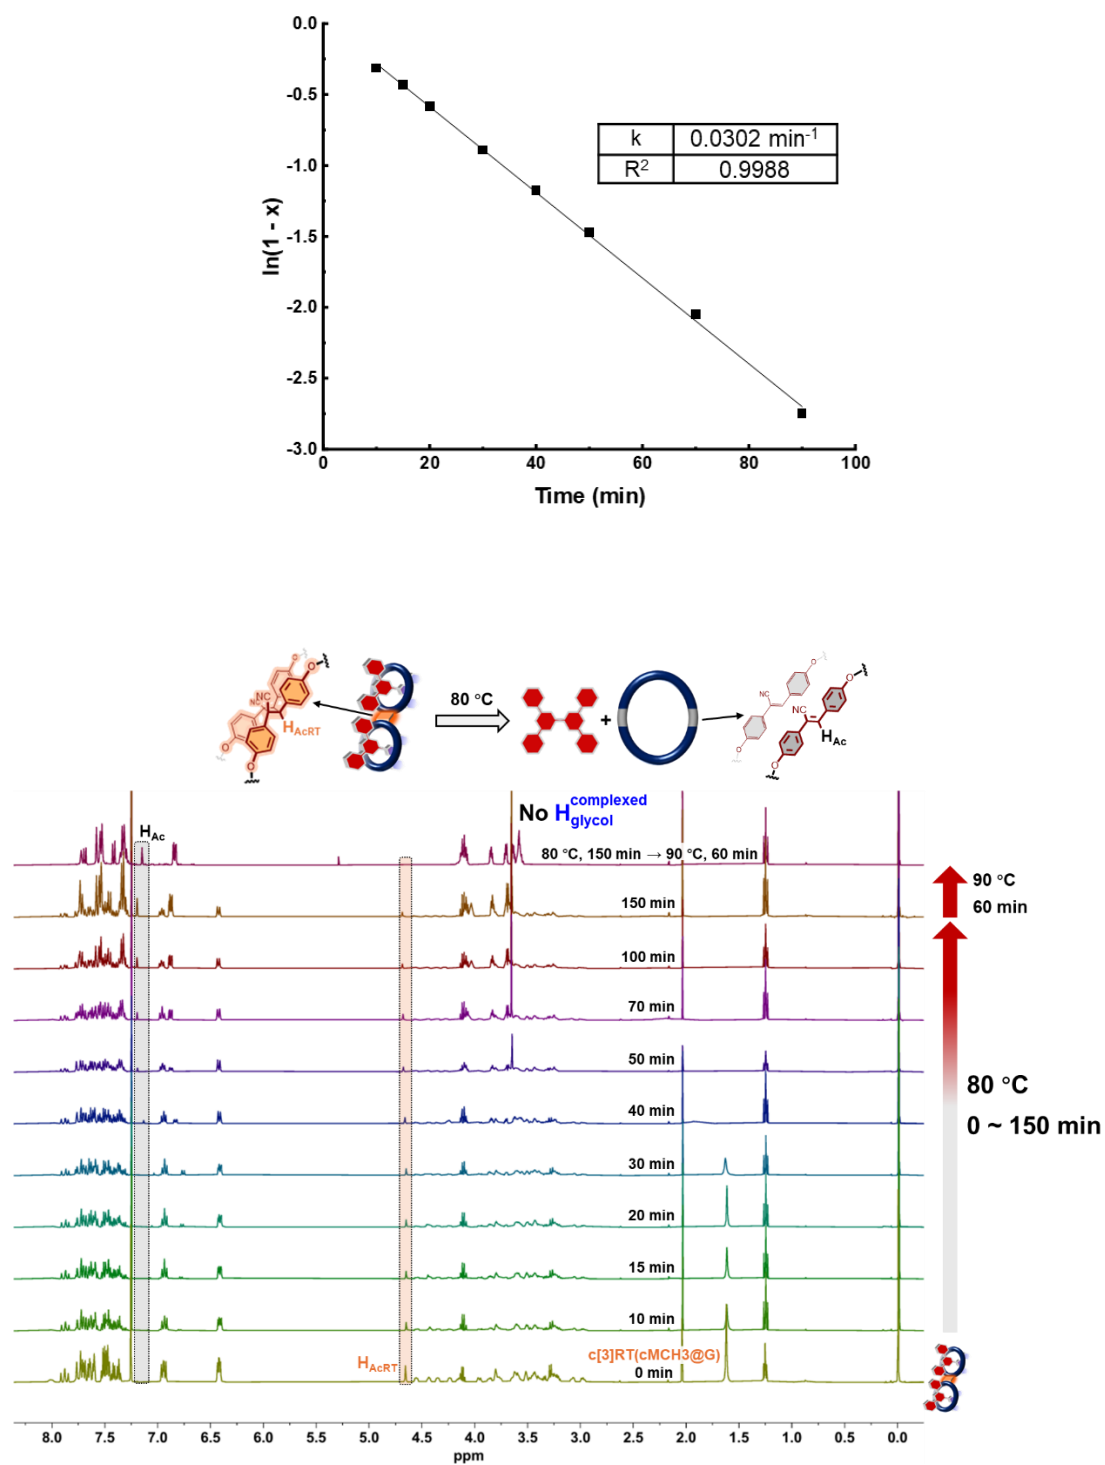 0.0
-0.5
-1.0
-1.5
-2.0
-2.5
-3.0
ln(1 - x)
k 0.0302 min-1
R2 0.9988
0 20 40 60 80 100
Time (min)
O O
NC
NC
HAcRT
O O
80 °C
+
O
NC
O
NC
HAc
O
O
No Hcomplexed glycol
HAc
80 °C, 150 min → 90 °C, 60 min
90 °C
60 min
150 min
100 min
70 min
50 min
80 °C
40 min
0 ~ 150 min
30 min
20 min
15 min
10 min
HAcRT
c[3]RT(cMCH3@G)
0 min
8.0 7.5 7.0 6.5 6.0 5.5 5.0 4.5 4.0 3.5 3.0 2.5 2.0 1.5 1.0 0.5 0.0
ppm